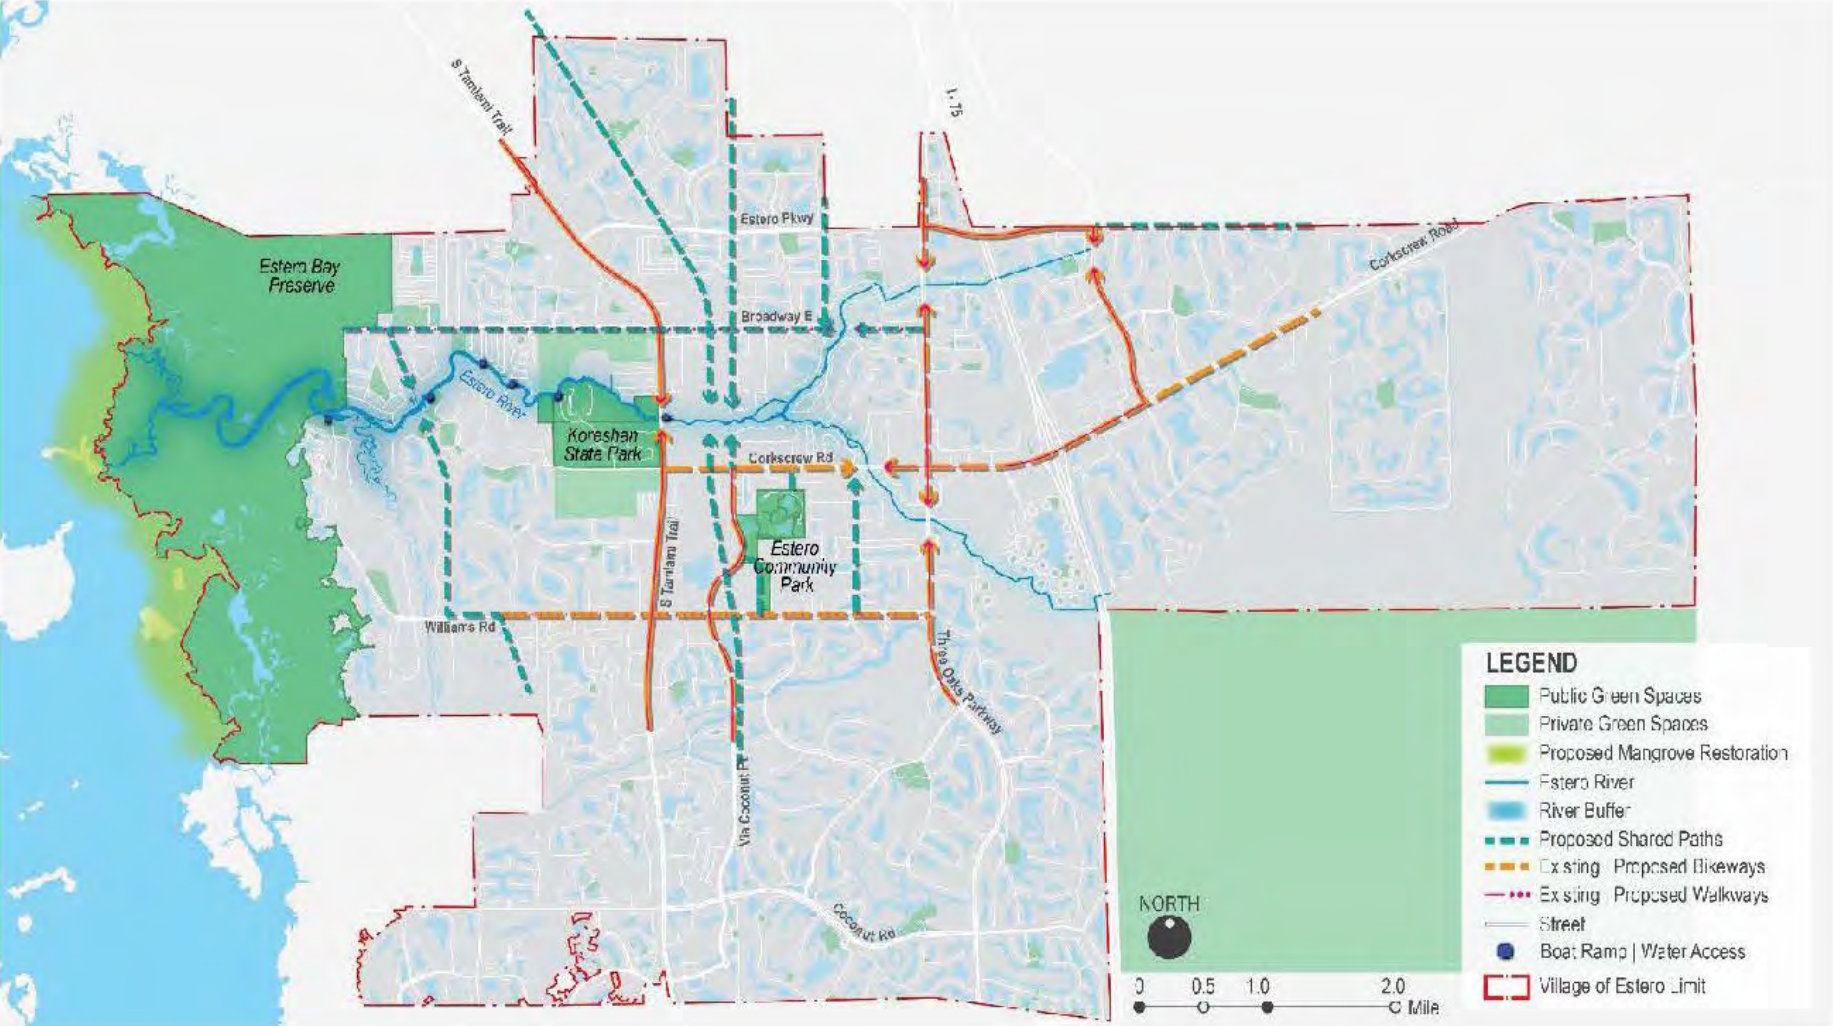 S Tamiami Trail
I- 75
Estero Pkwy
Corkscrew Road
Estero Bay
Preserve
Broadway E
Estero River
Koreshan
State Park
Corkscrew Rd
S Tamiami Trail
Estero
Community
Park
Williams Rd
Three Oaks Parkway
Via Coconut Pt
Coconut Rd
LEGEND
Public Green Spaces
Private Green Spaces
Proposed Mangrove Restoration
Estero River
River Buffer
Proposed Shared Paths
Existing Proposed Bikeways
Existing Proposed Walkways
Street
Boat Ramp | Water Access
Village of Estero Limit
NORTH
0 0.5 1.0 2.0
Mile